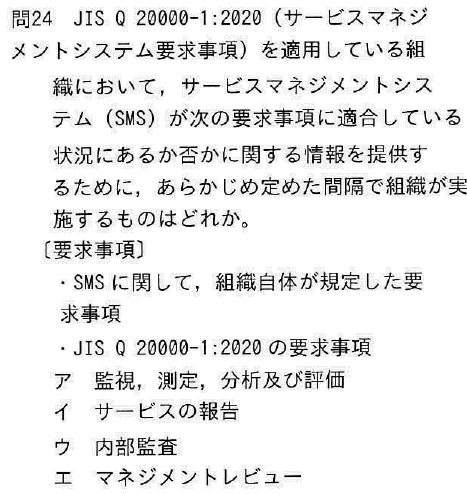 問24 JIS Q 20000-1:2020（サービスマネジ
メントシステム要求事項）を適用している組
織において，サービスマネジメントシス
テム（SMS）が次の要求事項に適合している
状況にあるか否かに関する情報を提供す
るために，あらかじめ定めた間隔で組織が実
施するものはどれか。
〔要求事項〕
・SMSに関して，組織自体が規定した要
求事項
・JIS Q 20000-1:2020の要求事項
ア 監視，測定，分析及び評価
イ サービスの報告
ウ 内部監査
エ マネジメントレビュー